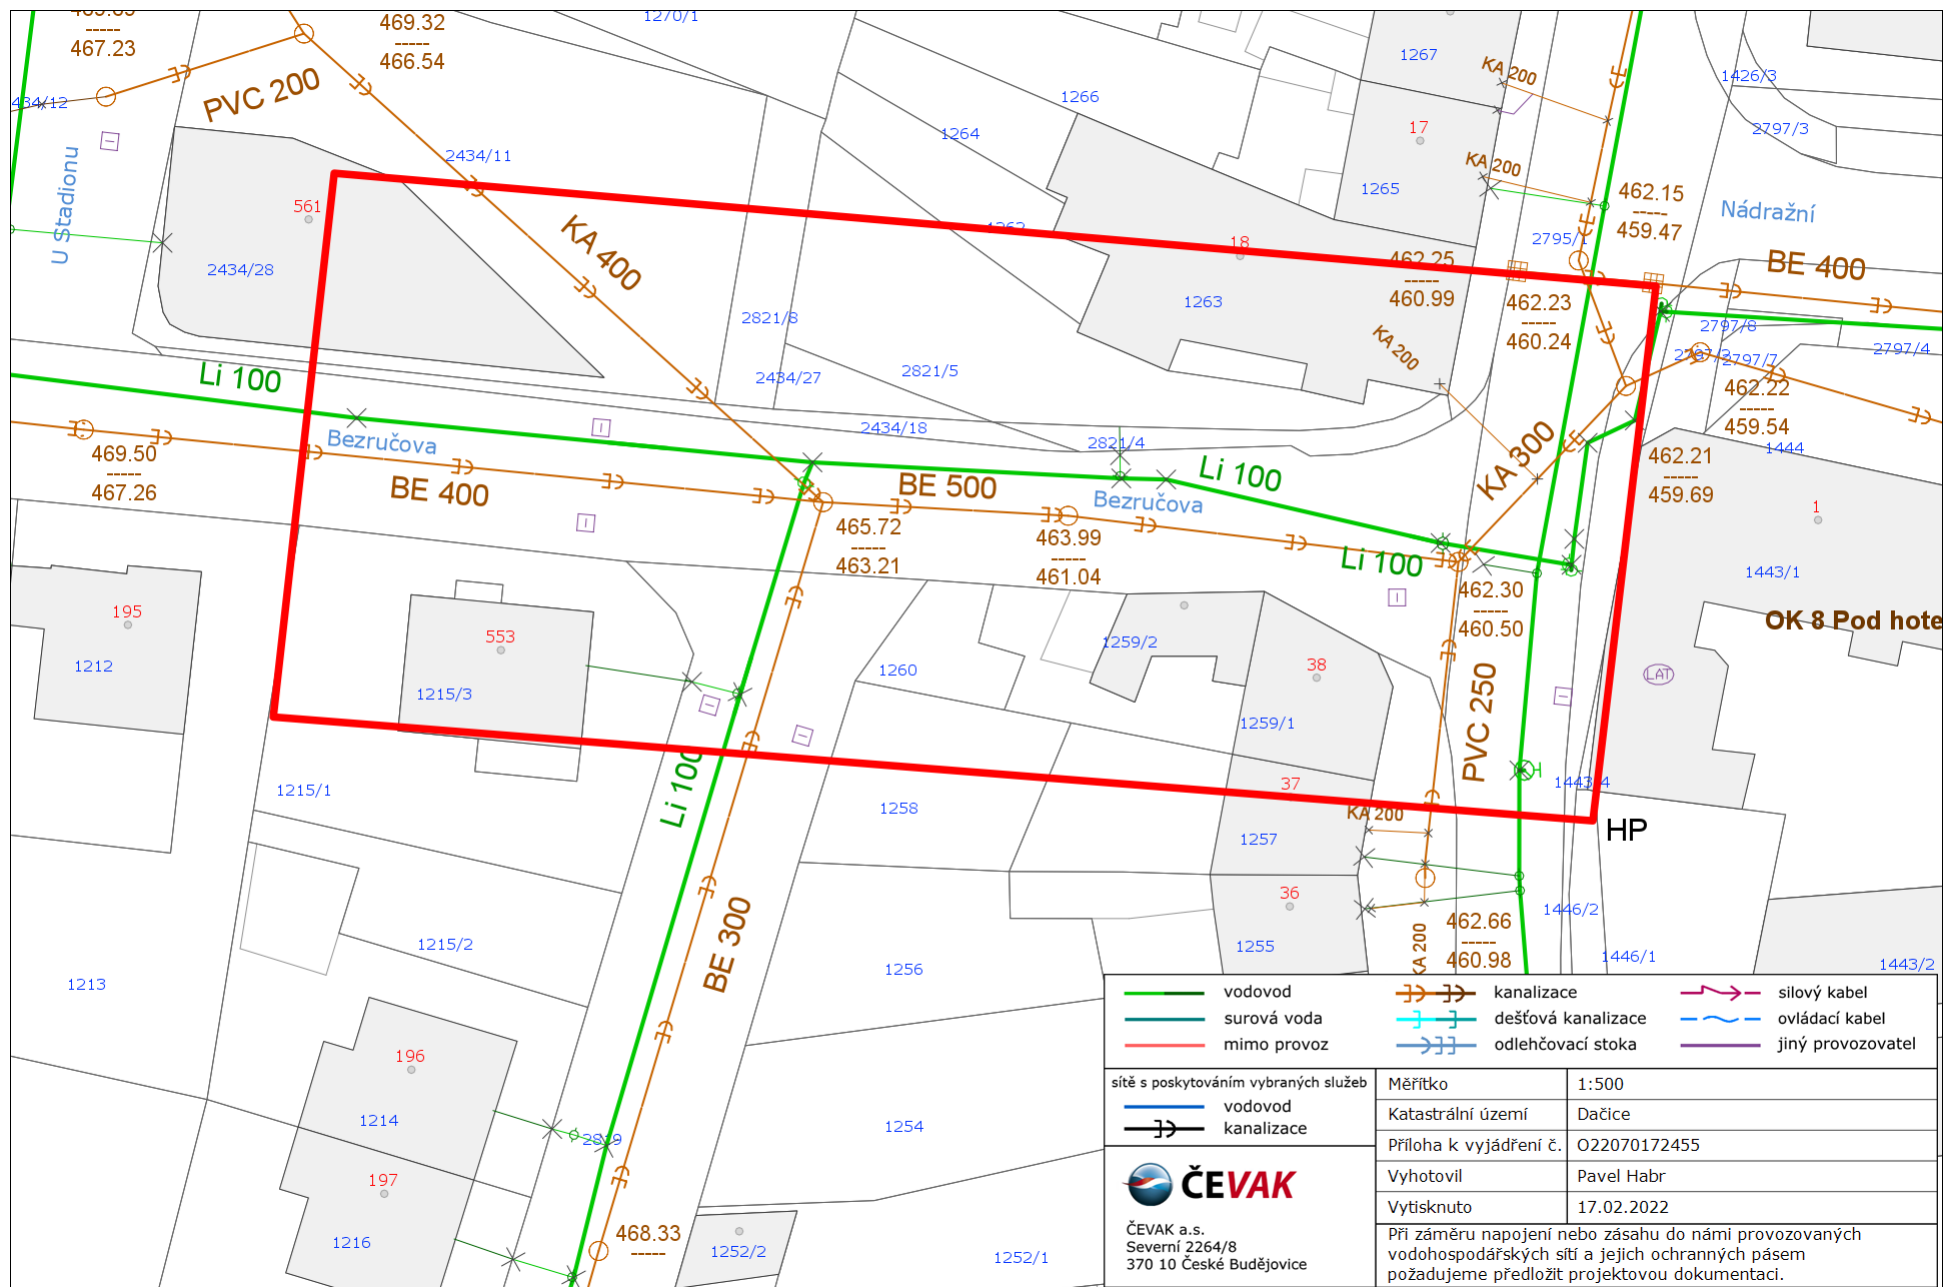 467.23
469.32
-----
466.54
1270/1
1267
KA 200
1426/3
434/12
PVC 200
1266
1264
17
2797/3
U Stadionu
2434/11
KA 200
1265
462.15
-----
459.47
Nádražní
561
KA 400
18
2795/1
BE 400
2434/28
1263
462.25
-----
460.99
462.23
-----
460.24
2821/8
2797/8
KA 200
2797/7
2797/4
Li 100
2434/27
2821/5
462.22
-----
459.54
469.50
-----
467.26
Bezručova
2434/18
2821/4
KA 300
1444
462.21
-----
459.69
BE 400
BE 500
Li 100
Bezručova
1
465.72
-----
463.21
463.99
-----
461.04
Li 100
1443/1
462.30
-----
460.50
OK 8 Pod hote
195
1212
553
1215/3
1259/2
1260
38
LAT
1259/1
PVC 250
1215/1
Li 100
1258
37
1443/4
KA 200
HP
1257
36
1446/2
BE 300
1215/2
1256
1255
KA 200
462.66
-----
460.98
1446/1
1443/2
1213
196
1214
2819
1254
197
1216
468.33
-----
1252/2
1252/1
vodovod
kanalizace
silový kabel
surová voda
dešťová kanalizace
ovládací kabel
mimo provoz
odlehčovací stoka
jiný provozovatel
sítě s poskytováním vybraných služeb
vodovod
kanalizace
Měřítko 1:500
Katastrální území Dačice
Příloha k vyjádření č. O22070172455
Vyhotovil Pavel Habr
Vytisknuto 17.02.2022
ČEVAK
ČEVAK a.s.
Severní 2264/8
370 10 České Budějovice
Při záměru napojení nebo zásahu do námi provozovaných
vodohospodářských sítí a jejich ochranných pásem
požadujeme předložit projektovou dokumentaci.